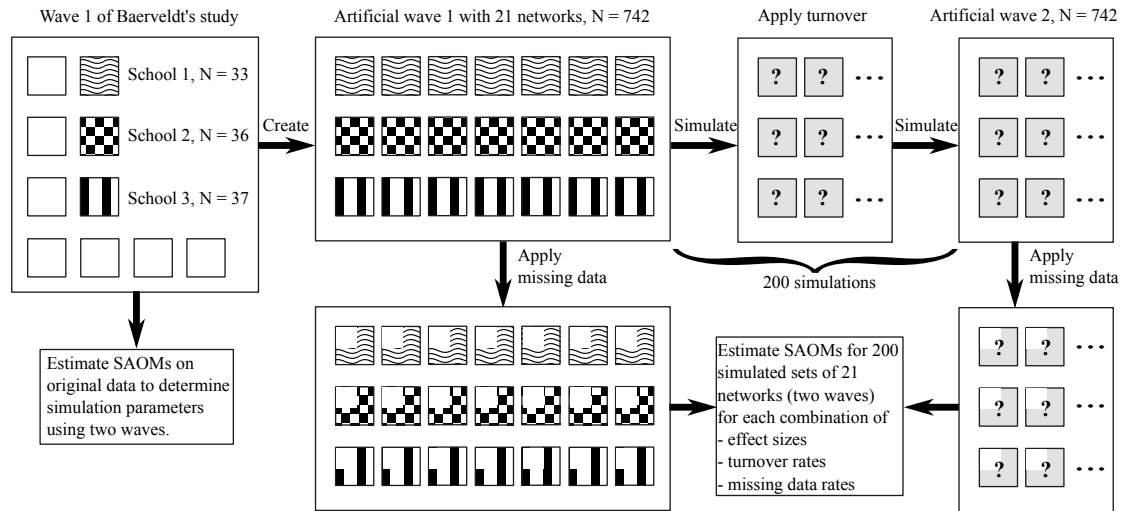 Wave 1 of Baerveldt's study
School 1, N = 33
School 2, N = 36
School 3, N = 37
Create
Artificial wave 1 with 21 networks, N = 742
Simulate
Apply turnover
? ? ...
? ? ...
? ? ...
Simulate
Artificial wave 2, N = 742
? ? ...
? ? ...
? ? ...
Apply
missing data
200 simulations
Apply
missing data
Estimate SAOMs on
original data to determine
simulation parameters
using two waves.
Estimate SAOMs for 200
simulated sets of 21
networks (two waves)
for each combination of
- effect sizes
- turnover rates
- missing data rates
? ? ...
? ? ...
? ? ...